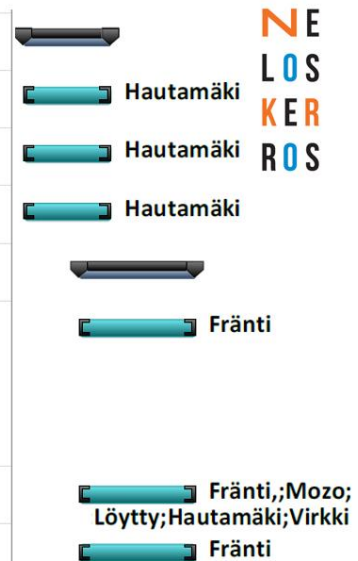 NE
LOS
KER
ROS
Hautamäki
Hautamäki
Hautamäki
Fränti
Fränti,;Mozo;
Löytty;Hautamäki;Virkki
Fränti